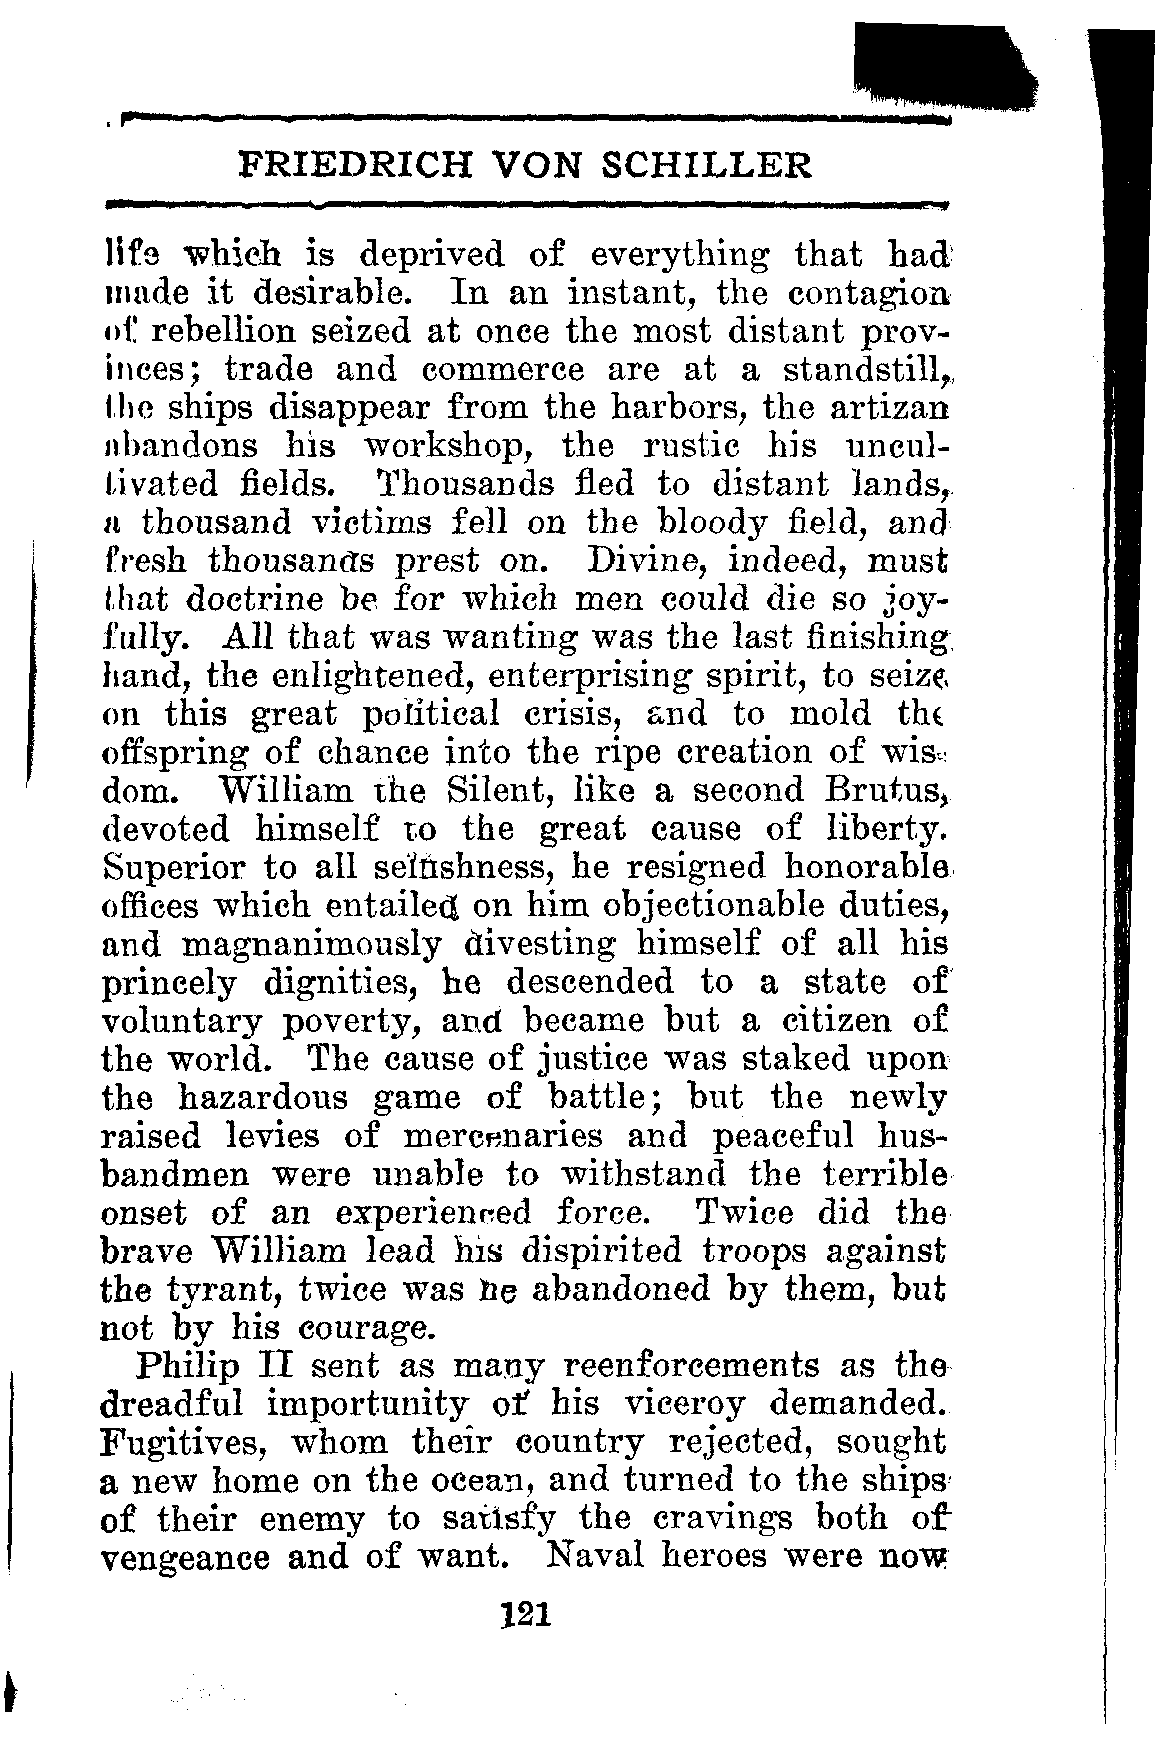 FRIEDRICH VON SCHILLER
life which is deprived of everything that had
made it desirable. In an instant, the contagion
of rebellion seized at once the most distant prov-
inces; trade and commerce are at a standstill,
the ships disappear from the harbors, the artizan
abandons his workshop, the rustic his uncul-
tivated fields. Thousands fled to distant lands,
a thousand victims fell on the bloody field, and
fresh thousands prest on. Divine, indeed, must
that doctrine be for which men could die so joy-
fully. All that was wanting was the last finishing
hand, the enlightened, enterprising spirit, to seize
on this great political crisis, and to mold the
offspring of chance into the ripe creation of wis-
dom. William the Silent, like a second Brutus,
devoted himself to the great cause of liberty.
Superior to all selfishness, he resigned honorable
offices which entailed on him objectionable duties,
and magnanimously divesting himself of all his
princely dignities, he descended to a state of
voluntary poverty, and became but a citizen of
the world. The cause of justice was staked upon
the hazardous game of battle; but the newly
raised levies of mercenaries and peaceful hus-
bandmen were unable to withstand the terrible
onset of an experienced force. Twice did the
brave William lead his dispirited troops against
the tyrant, twice was he abandoned by them, but
not by his courage.
Philip II sent as many reenforcements as the
dreadful importunity of his viceroy demanded.
Fugitives, whom their country rejected, sought
a new home on the ocean, and turned to the ships
of their enemy to satisfy the cravings both of
vengeance and of want. Naval heroes were now
121